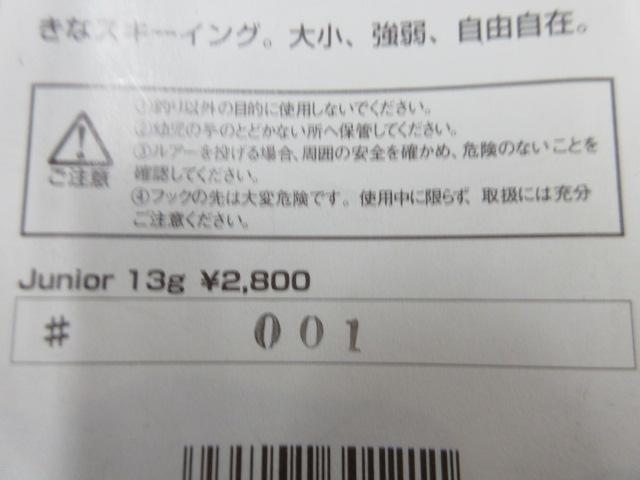 きなスキーイング。大小、強弱、自由自在。
①釣り以外の目的に使用しないでください。
②幼児の手のとどかない所へ保管してください。
③ルアーを投げる場合、周囲の安全を確かめ、危険のないことを
確認してください。
④フックの先は大変危険です。使用中に限らず、取扱には充分
ご注意ください。
ご注意
Junior 13g ¥2,800
# 001